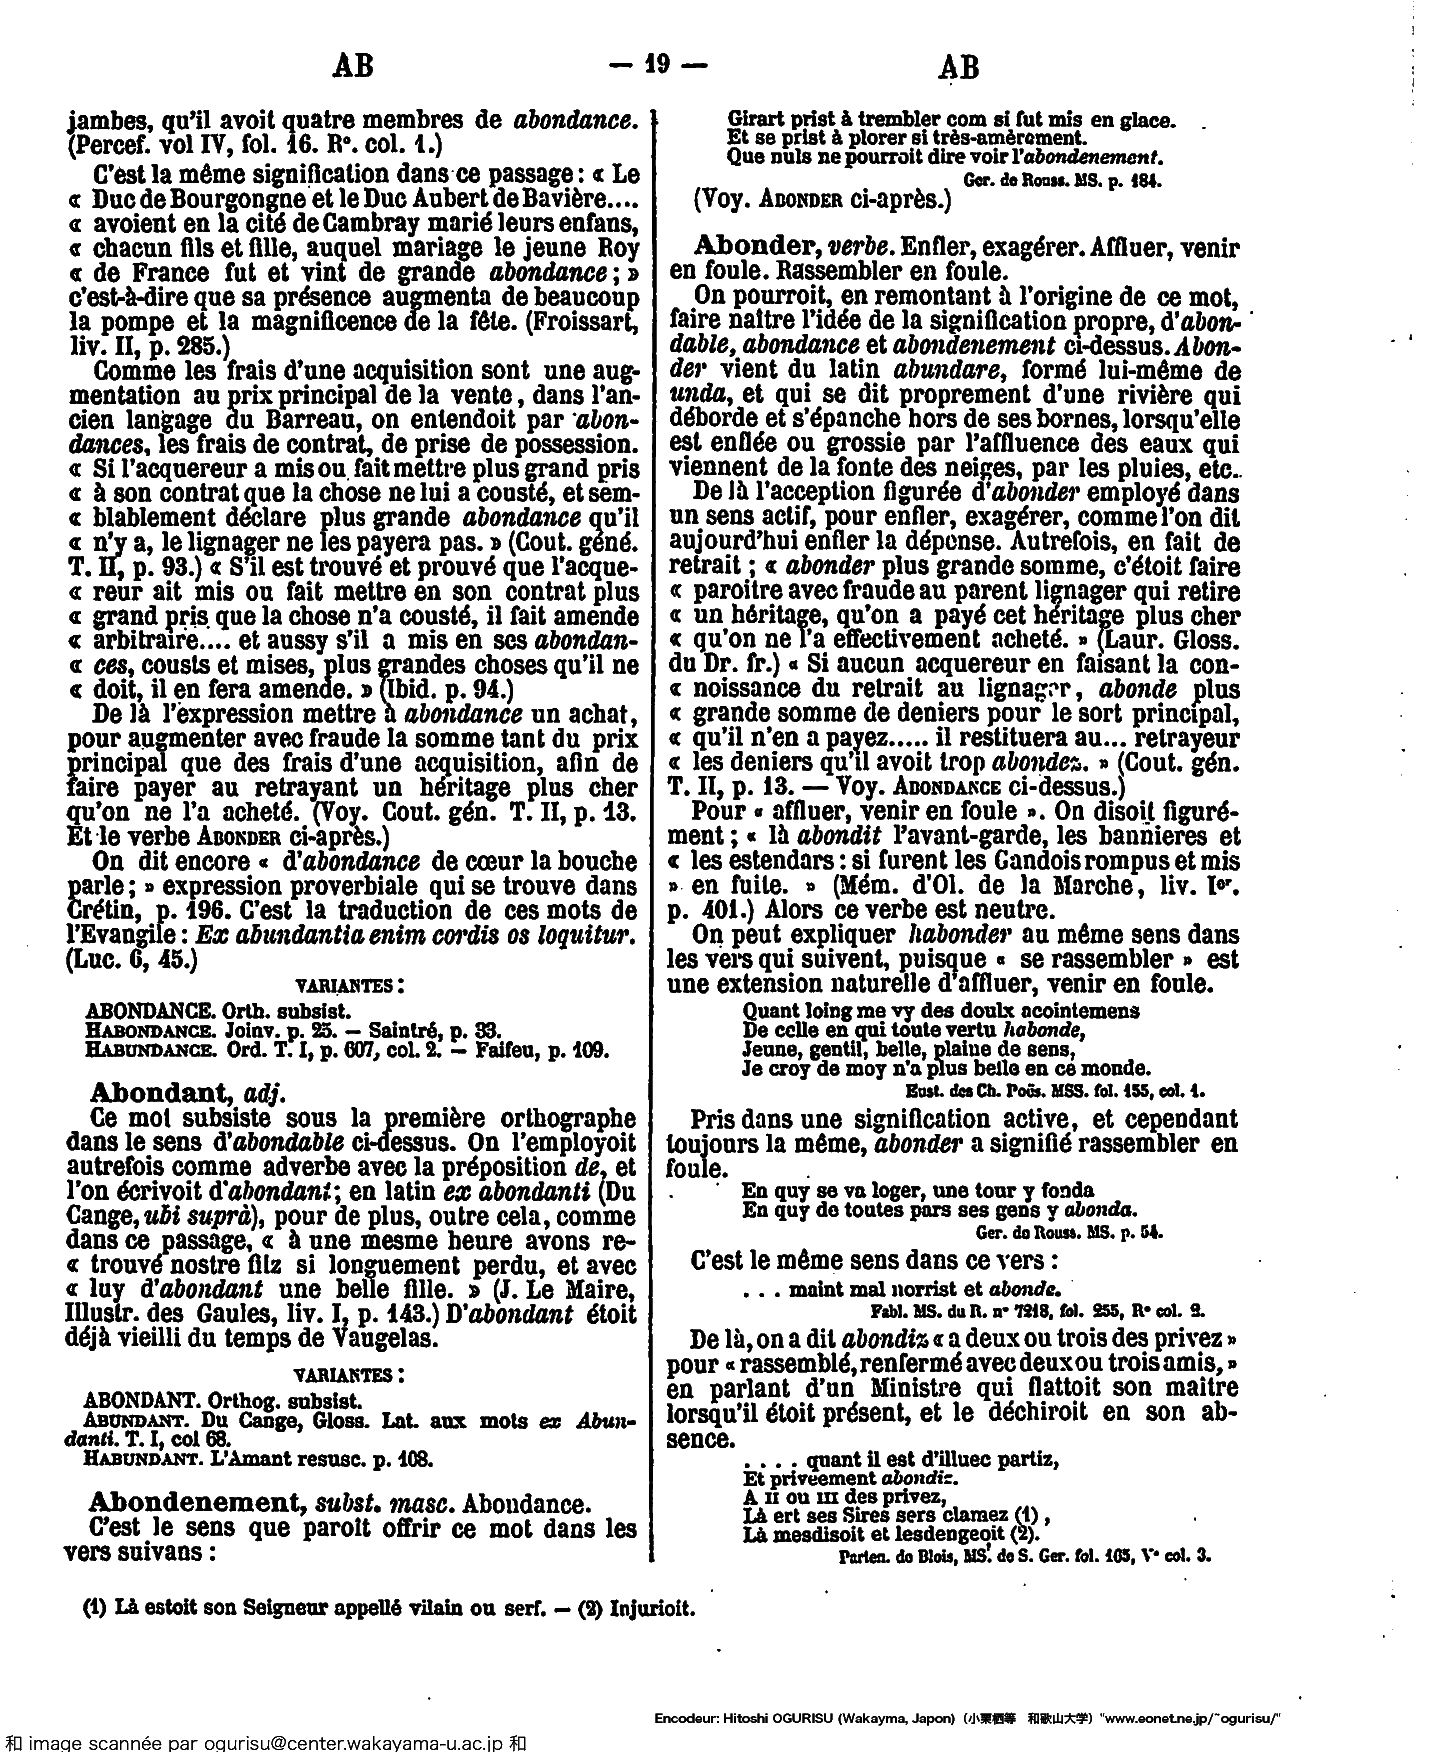 AB
— 19 —
AB
jambes, qu'il avoit quatre membres de abondance.
(Percef. vol IV, fol. 16. R°. col. 1.)
C'est la même signification dans ce passage : « Le
« Duc de Bourgongne et le Duc Aubert de Bavière....
« avoient en la cité de Cambray marié leurs enfans,
« chacun fils et fille, auquel mariage le jeune Roy
« de France fut et vint de grande abondance ; »
c'est-à-dire que sa présence augmenta de beaucoup
la pompe et la magnificence de la fête. (Froissart,
liv. II, p. 285.)
Comme les frais d'une acquisition sont une aug-
mentation au prix principal de la vente, dans l'an-
cien langage du Barreau, on entendoit par abon-
dances, les frais de contrat, de prise de possession.
« Si l'acquereur a mis ou fait mettre plus grand pris
« à son contrat que la chose ne lui a cousté, et sem-
« blablement déclare plus grande abondance qu'il
« n'y a, le lignager ne les payera pas. » (Cout. géné.
T. II, p. 93.) « S'il est trouvé et prouvé que l'acque-
« reur ait mis ou fait mettre en son contrat plus
« grand pris que la chose n'a cousté, il fait amende
« arbitraire.... et aussy s'il a mis en ses abondan-
« ces, cousts et mises, plus grandes choses qu'il ne
« doit, il en fera amende. » (Ibid. p. 94.)
De là l'expression mettre à abondance un achat,
pour augmenter avec fraude la somme tant du prix
principal que des frais d'une acquisition, afin de
faire payer au retrayant un héritage plus cher
qu'on ne l'a acheté. (Voy. Cout. gén. T. II, p. 13.
Et le verbe ABONDER ci-après.)
On dit encore « d'abondance de cœur la bouche
parle ; » expression proverbiale qui se trouve dans
Crétin, p. 196. C'est la traduction de ces mots de
l'Evangile : Ex abundantia enim cordis os loquitur.
(Luc. 6, 45.)
VARIANTES :
ABONDANCE. Orth. subsist.
HABONDANCE. Joinv. p. 25. — Saintré, p. 33.
HABUNDANCE. Ord. T. I, p. 607, col. 2. — Faifeu, p. 109.
Abondant, adj.
Ce mot subsiste sous la première orthographe
dans le sens d'abondable ci-dessus. On l'employoit
autrefois comme adverbe avec la préposition de, et
l'on écrivoit d'abondant ; en latin ex abondanti (Du
Cange, ubi suprà), pour de plus, outre cela, comme
dans ce passage, « à une mesme heure avons re-
« trouvé nostre filz si longuement perdu, et avec
« luy d'abondant une belle fille. » (J. Le Maire,
Illustr. des Gaules, liv. I, p. 143.) D'abondant étoit
déjà vieilli du temps de Vaugelas.
VARIANTES :
ABONDANT. Orthog. subsist.
ABUNDANT. Du Cange, Gloss. Lat. aux mots ex Abun-
danti. T. I, col 68.
HABUNDANT. L'Amant resusc. p. 108.
Abondenement, subst. masc. Abondance.
C'est le sens que paroît offrir ce mot dans les
vers suivans :
Girart prist à trembler com si fut mis en glace.
Et se prist à plorer si très-amèrement.
Que nuls ne pourroit dire voir l'abondenement.
Ger. de Rouss. MS. p. 184.
(Voy. ABONDER ci-après.)
Abonder, verbe. Enfler, exagérer. Affluer, venir
en foule. Rassembler en foule.
On pourroit, en remontant à l'origine de ce mot,
faire naître l'idée de la signification propre, d'abon-
dable, abondance et abondenement ci-dessus. Abon-
der vient du latin abundare, formé lui-même de
unda, et qui se dit proprement d'une rivière qui
déborde et s'épanche hors de ses bornes, lorsqu'elle
est enflée ou grossie par l'affluence des eaux qui
viennent de la fonte des neiges, par les pluies, etc.
De là l'acception figurée d'abonder employé dans
un sens actif, pour enfler, exagérer, comme l'on dit
aujourd'hui enfler la dépense. Autrefois, en fait de
retrait ; « abonder plus grande somme, c'étoit faire
« paroitre avec fraude au parent lignager qui retire
« un héritage, qu'on a payé cet héritage plus cher
« qu'on ne l'a effectivement acheté. » (Laur. Gloss.
du Dr. fr.) « Si aucun acquereur en faisant la con-
« noissance du retrait au lignager, abonde plus
« grande somme de deniers pour le sort principal,
« qu'il n'en a payez..... il restituera au... retrayeur
« les deniers qu'il avoit trop abondez. » (Cout. gén.
T. II, p. 13. — Voy. ABONDANCE ci-dessus.)
Pour « affluer, venir en foule ». On disoit figuré-
ment ; « là abondit l'avant-garde, les bannieres et
« les estendars : si furent les Gandois rompus et mis
» en fuite. » (Mém. d'Ol. de la Marche, liv. Ier.
p. 401.) Alors ce verbe est neutre.
On peut expliquer habonder au même sens dans
les vers qui suivent, puisque « se rassembler » est
une extension naturelle d'affluer, venir en foule.
Quant loing me vy des doulx acointemens
De celle en qui toute vertu habonde,
Jeune, gentil, belle, plaine de sens,
Je croy de moy n'a plus belle en ce monde.
Eust. des Ch. Poës. MSS. fol. 155, col. 1.
Pris dans une signification active, et cependant
toujours la même, abonder a signifié rassembler en
foule.
En quy se va loger, une tour y fonda
En quy de toutes pars ses gens y abonda.
Ger. de Rouss. MS. p. 54.
C'est le même sens dans ce vers :
. . . maint mal norrist et abonde.
Fabl. MS. du R. n° 7218, fol. 255, R° col. 2.
De là, on a dit abondiz « a deux ou trois des privez »
pour « rassemblé, renfermé avec deux ou trois amis, »
en parlant d'un Ministre qui flattoit son maitre
lorsqu'il étoit présent, et le déchiroit en son ab-
sence.
. . . . quant il est d'illuec partiz,
Et priveement abondiz.
A II ou III des privez,
Là ert ses Sires sers clamez (1),
Là mesdisoit et lesdengeoit (2).
Parten. de Blois, MS. de S. Ger. fol. 165, V° col. 3.
(1) Là estoit son Seigneur appellé vilain ou serf. — (2) Injurioit.
Encodeur: Hitoshi OGURISU (Wakayma, Japon) (小栗栖等 和歌山大学) "www.eonet.ne.jp/~ogurisu/"
和 image scannée par ogurisu@center.wakayama-u.ac.jp 和